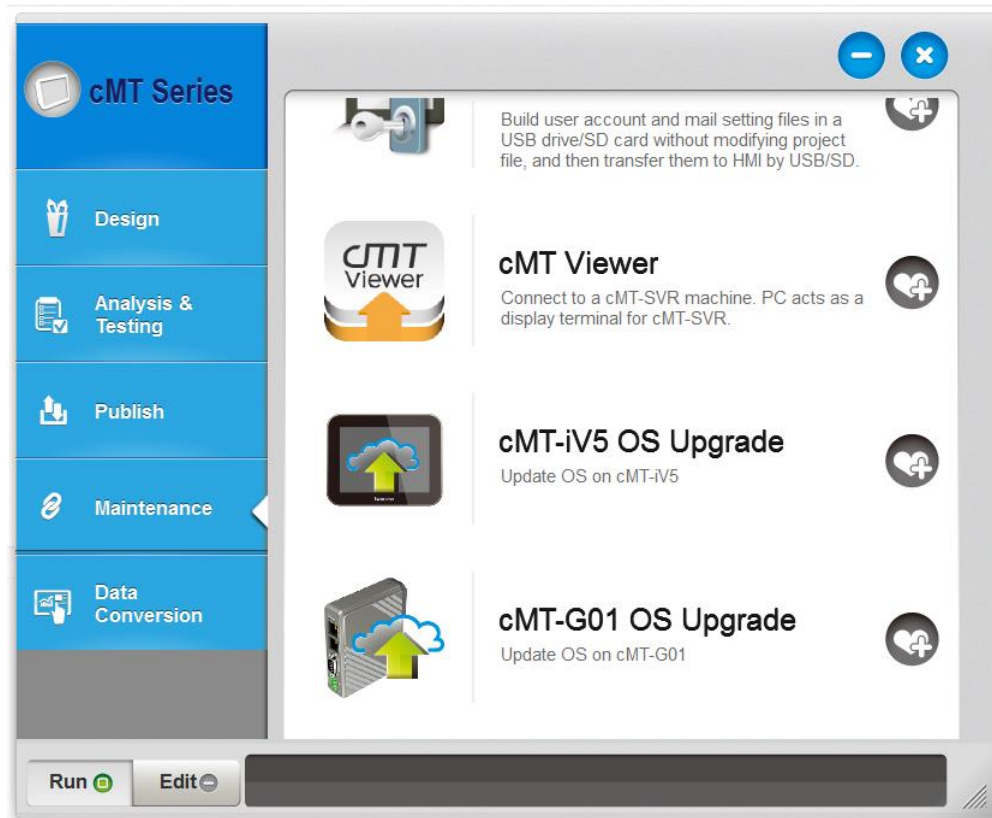 cMT Series
Design
Analysis &
Testing
Publish
Maintenance
Data
Conversion
Build user account and mail setting files in a
USB drive/SD card without modifying project
file, and then transfer them to HMI by USB/SD.
cMT
Viewer
cMT Viewer
Connect to a cMT-SVR machine. PC acts as a
display terminal for cMT-SVR.
cMT-iV5 OS Upgrade
Update OS on cMT-iV5
cMT-G01 OS Upgrade
Update OS on cMT-G01
Run
Edit